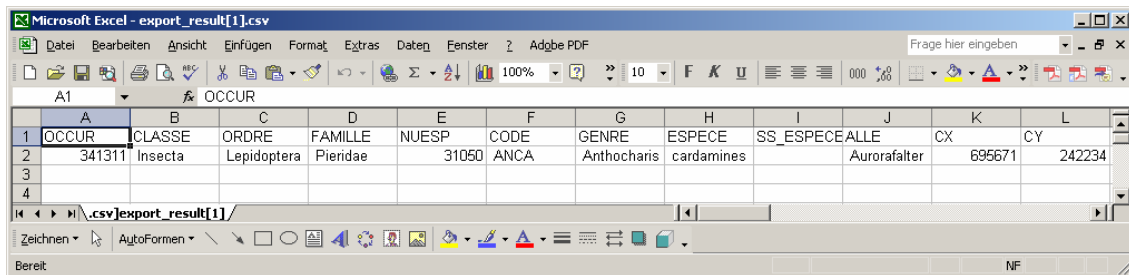 Microsoft Excel - export_result[1].csv
Datei Bearbeiten Ansicht Einfügen Format Extras Daten Fenster ? Adobe PDF Frage hier eingeben
100% 10 F K U 000
A1 fx OCCUR
A B C D E F G H I J K L
1 OCCUR CLASSE ORDRE FAMILLE NUESP CODE GENRE ESPECE SS_ESPECE ALLE CX CY
2 341311 Insecta Lepidoptera Pieridae 31050 ANCA Anthocharis cardamines Aurorafalter 695671 242234
3
4
.csv]export_result[1]
Zeichnen AutoFormen
Bereit NF